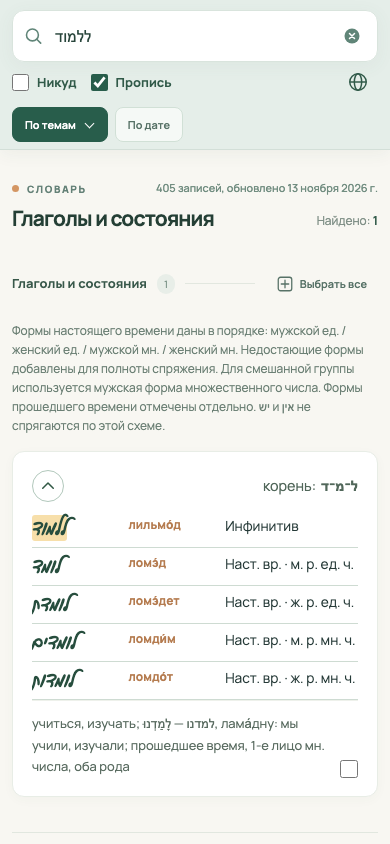 ללמוד
Никуд
Пропись
По темам
По дате
СЛОВАРЬ
405 записей, обновлено 13 ноября 2026 г.
Глаголы и состояния
Найдено: 1
Глаголы и состояния 1
Выбрать все
Формы настоящего времени даны в порядке: мужской ед. /
женский ед. / мужской мн. / женский мн. Недостающие формы
добавлены для полноты спряжения. Для смешанной группы
используется мужская форма множественного числа. Формы
прошедшего времени отмечены отдельно. יש и אין не
спрягаются по этой схеме.
корень: ל־מ־ד
ללמוד лильмо́д Инфинитив
לומד ломэ́д Наст. вр. · м. р. ед. ч.
לומדת ломэ́дет Наст. вр. · ж. р. ед. ч.
לומדים ломди́м Наст. вр. · м. р. мн. ч.
לומדות ломдо́т Наст. вр. · ж. р. мн. ч.
учиться, изучать; למדנו — לָמַדְנוּ, лама́дну: мы
учили, изучали; прошедшее время, 1-е лицо мн.
числа, оба рода